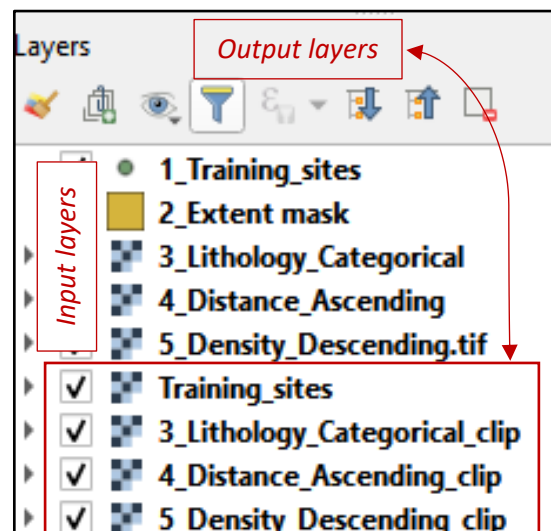 Layers
Output layers
Input layers
1_Training_sites
2_Extent mask
3_Lithology_Categorical
4_Distance_Ascending
5_Density_Descending.tif
Training_sites
3_Lithology_Categorical_clip
4_Distance_Ascending_clip
5_Density_Descending_clip